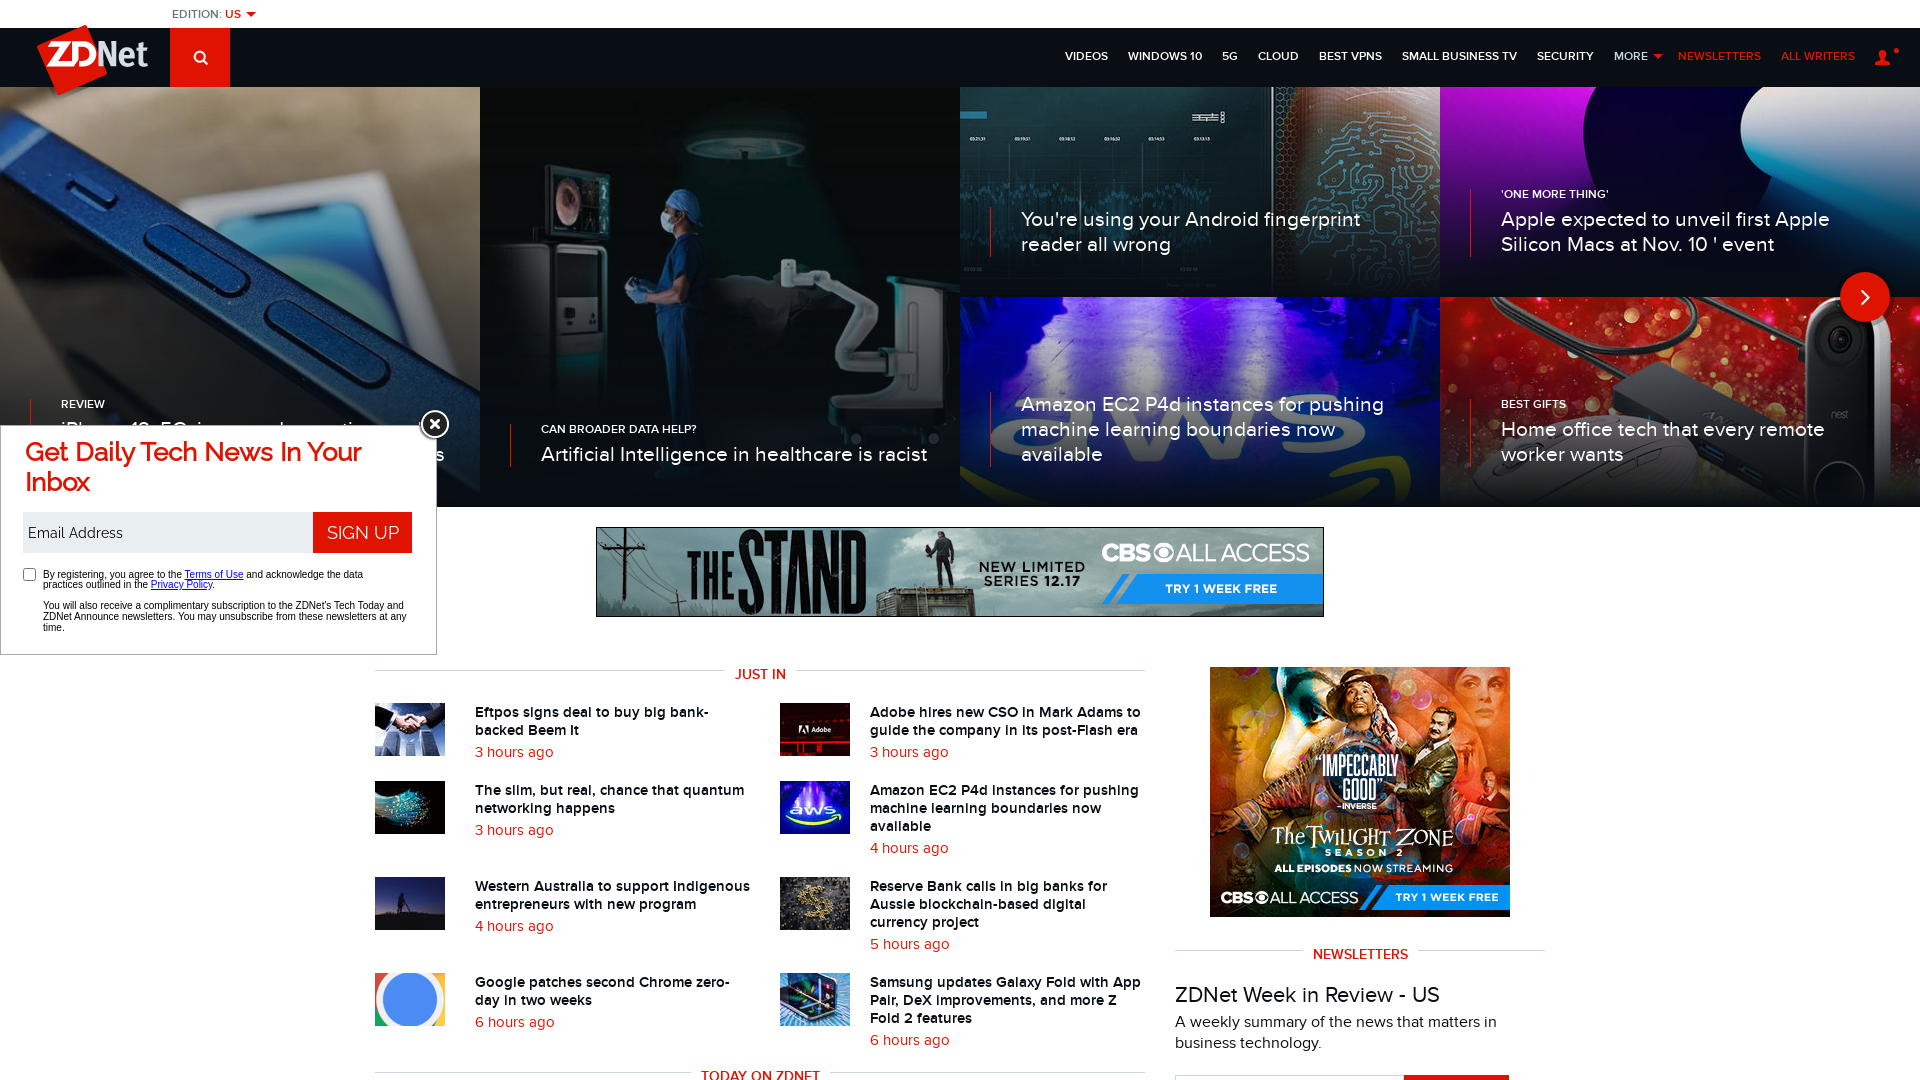 EDITION: US
ZDNet
VIDEOS
WINDOWS 10
5G
CLOUD
BEST VPNS
SMALL BUSINESS TV
SECURITY
MORE
NEWSLETTERS
ALL WRITERS
REVIEW
s
CAN BROADER DATA HELP?
Artificial Intelligence in healthcare is racist
You're using your Android fingerprint
reader all wrong
'ONE MORE THING'
Apple expected to unveil first Apple
Silicon Macs at Nov. 10 ' event
aws
Amazon EC2 P4d instances for pushing
machine learning boundaries now
available
nest
BEST GIFTS
Home office tech that every remote
worker wants
Get Daily Tech News In Your
Inbox
Email Address
SIGN UP
By registering, you agree to the Terms of Use and acknowledge the data
practices outlined in the Privacy Policy.
You will also receive a complimentary subscription to the ZDNet's Tech Today and
ZDNet Announce newsletters. You may unsubscribe from these newsletters at any
time.
THE STAND
NEW LIMITED
SERIES 12.17
CBS ALL ACCESS
TRY 1 WEEK FREE
JUST IN
Eftpos signs deal to buy big bank-
backed Beem It
3 hours ago
Adobe
Adobe hires new CSO in Mark Adams to
guide the company in its post-Flash era
3 hours ago
The slim, but real, chance that quantum
networking happens
3 hours ago
aws
Amazon EC2 P4d instances for pushing
machine learning boundaries now
available
4 hours ago
Western Australia to support Indigenous
entrepreneurs with new program
4 hours ago
Reserve Bank calls in big banks for
Aussie blockchain-based digital
currency project
5 hours ago
Google patches second Chrome zero-
day in two weeks
6 hours ago
Samsung updates Galaxy Fold with App
Pair, DeX improvements, and more Z
Fold 2 features
6 hours ago
TODAY ON ZDNET
"IMPECCABLY
GOOD"
-INVERSE
The TWILIGHT ZONE
SEASON 2
ALL EPISODES NOW STREAMING
CBS ALL ACCESS
TRY 1 WEEK FREE
NEWSLETTERS
ZDNet Week in Review - US
A weekly summary of the news that matters in
business technology.